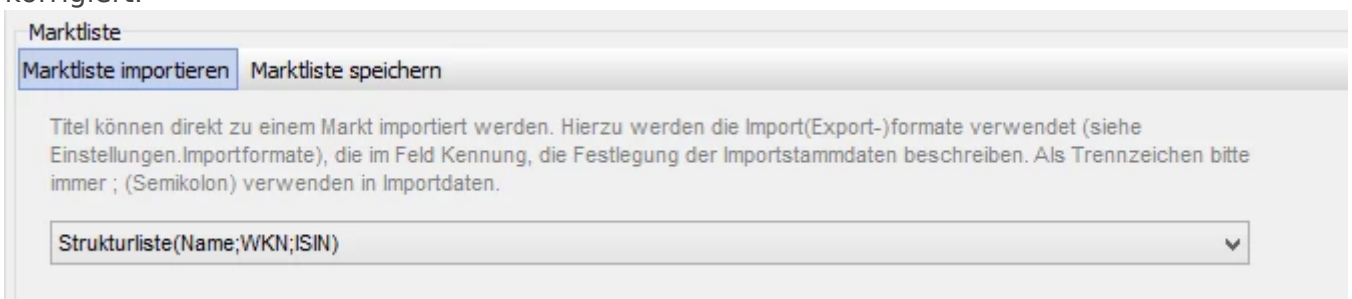 korrigiert.
Marktliste
Marktliste importieren Marktliste speichern
Titel können direkt zu einem Markt importiert werden. Hierzu werden die Import(Export-)formate verwendet (siehe
Einstellungen.Importformate), die im Feld Kennung, die Festlegung der Importstammdaten beschreiben. Als Trennzeichen bitte
immer ; (Semikolon) verwenden in Importdaten.
Strukturliste(Name;WKN;ISIN)